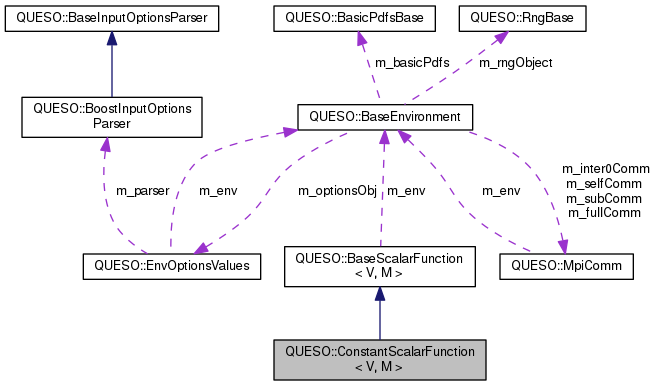 QUESO::BaseInputOptionsParser
QUESO::BasicPdfsBase
QUESO::RngBase
m_basicPdfs
m_rngObject
QUESO::BoostInputOptions
Parser
QUESO::BaseEnvironment
m_parser
m_env
m_optionsObj
m_env
m_env
m_inter0Comm
m_selfComm
m_subComm
m_fullComm
QUESO::EnvOptionsValues
QUESO::BaseScalarFunction
< V, M >
QUESO::MpiComm
QUESO::ConstantScalarFunction
< V, M >